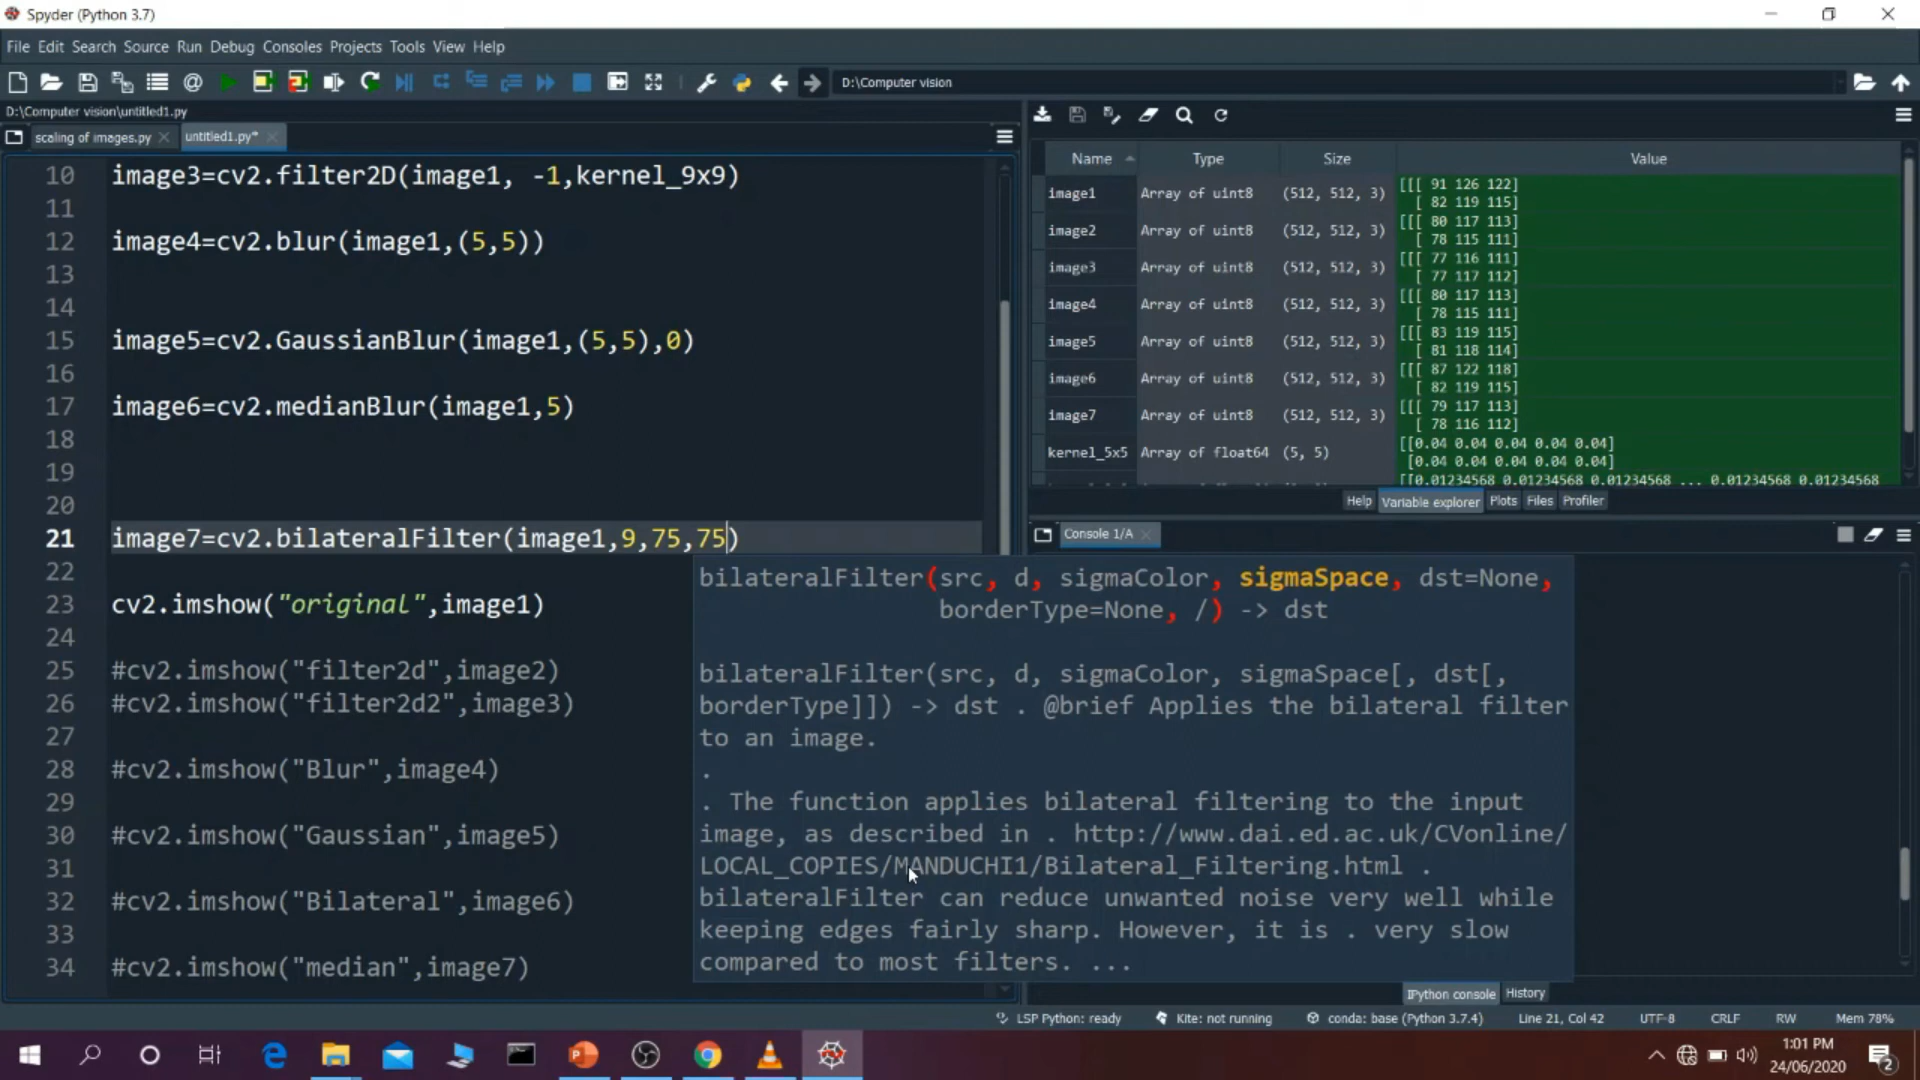 Spyder (Python 3.7)
File Edit Search Source Run Debug Consoles Projects Tools View Help
D:\Computer vision
D:\Computer vision\untitled1.py
scaling of images.py
untitled1.py*
10 image3=cv2.filter2D(image1, -1,kernel_9x9)
11
12 image4=cv2.blur(image1,(5,5))
13
14
15 image5=cv2.GaussianBlur(image1,(5,5),0)
16
17 image6=cv2.medianBlur(image1,5)
18
19
20
21 image7=cv2.bilateralFilter(image1,9,75,75)
22
23 cv2.imshow("original",image1)
24
25 #cv2.imshow("filter2d",image2)
26 #cv2.imshow("filter2d2",image3)
27
28 #cv2.imshow("Blur",image4)
29
30 #cv2.imshow("Gaussian",image5)
31
32 #cv2.imshow("Bilateral",image6)
33
34 #cv2.imshow("median",image7)
bilateralFilter(src, d, sigmaColor, sigmaSpace, dst=None,
borderType=None, /) -> dst
bilateralFilter(src, d, sigmaColor, sigmaSpace[, dst[,
borderType]]) -> dst . @brief Applies the bilateral filter
to an image.
.
. The function applies bilateral filtering to the input
image, as described in . http://www.dai.ed.ac.uk/CVonline/
LOCAL_COPIES/MANDUCHI1/Bilateral_Filtering.html .
bilateralFilter can reduce unwanted noise very well while
keeping edges fairly sharp. However, it is . very slow
compared to most filters. ...
Name Type Size Value
image1 Array of uint8 (512, 512, 3) [[[ 91 126 122]
[ 82 119 115]
image2 Array of uint8 (512, 512, 3) [[[ 80 117 113]
[ 78 115 111]
image3 Array of uint8 (512, 512, 3) [[[ 77 116 111]
[ 77 117 112]
image4 Array of uint8 (512, 512, 3) [[[ 80 117 113]
[ 78 115 111]
image5 Array of uint8 (512, 512, 3) [[[ 83 119 115]
[ 81 118 114]
image6 Array of uint8 (512, 512, 3) [[[ 87 122 118]
[ 82 119 115]
image7 Array of uint8 (512, 512, 3) [[[ 79 117 113]
[ 78 116 112]
kernel_5x5 Array of float64 (5, 5) [[0.04 0.04 0.04 0.04 0.04]
[0.04 0.04 0.04 0.04 0.04]
[[0.01234568 0.01234568 0.01234568 ... 0.01234568 0.01234568
Help Variable explorer Plots Files Profiler
Console 1/A
IPython console History
LSP Python: ready Kite: not running conda: base (Python 3.7.4) Line 21, Col 42 UTF-8 CRLF RW Mem 78%
1:01 PM
24/06/2020
2